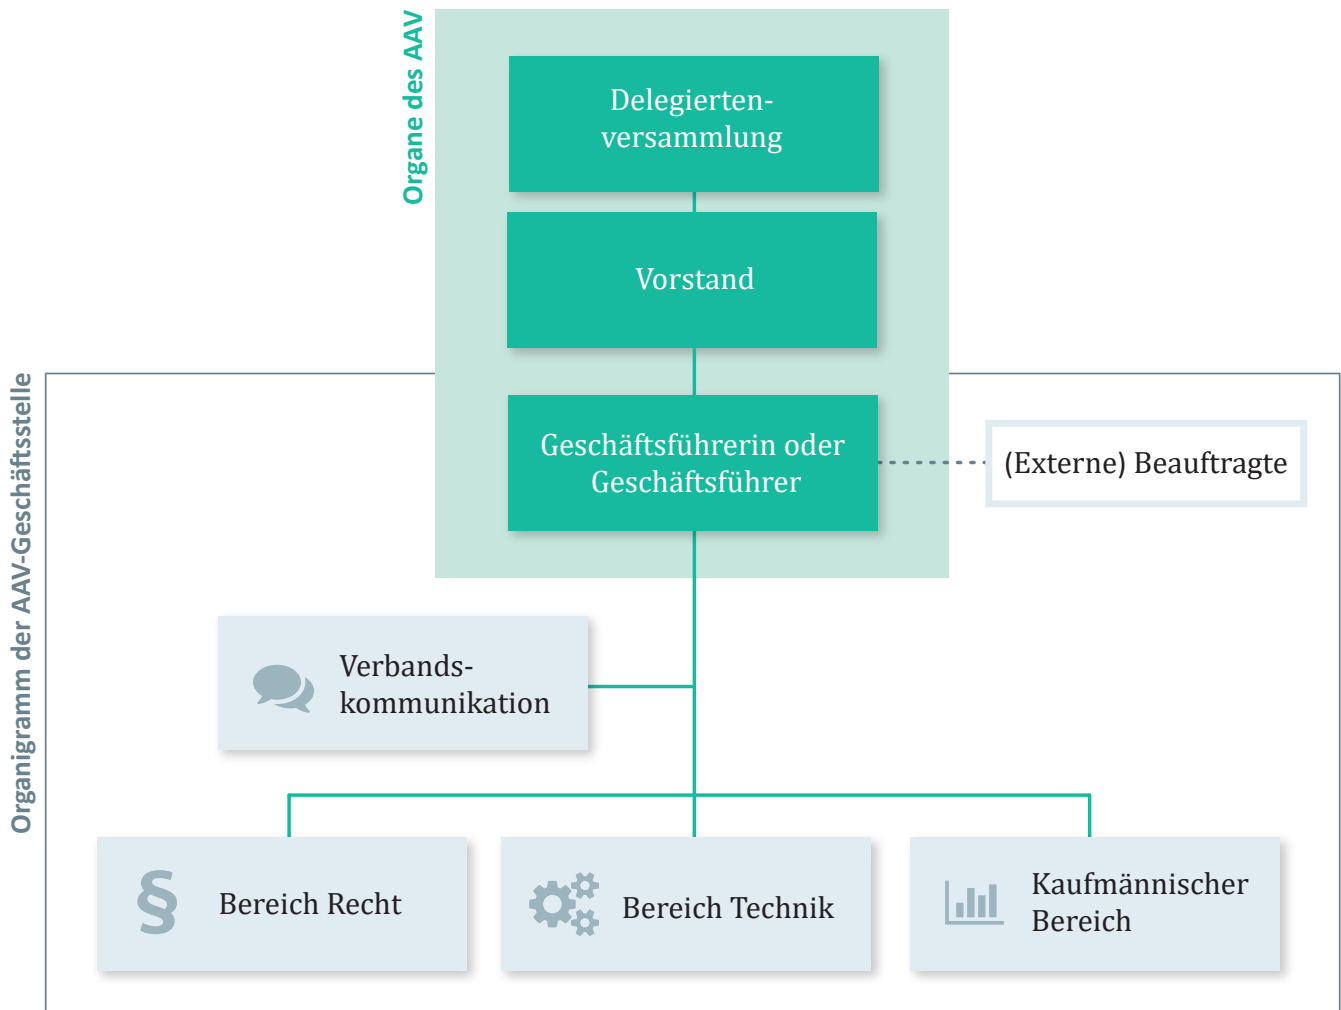 Organe des AAV
Delegierten-
versammlung
Vorstand
Organigramm der AAV-Geschäftsstelle
Geschäftsführerin oder
Geschäftsführer
(Externe) Beauftragte
Verbands-
kommunikation
§
Bereich Recht
Bereich Technik
Kaufmännischer
Bereich